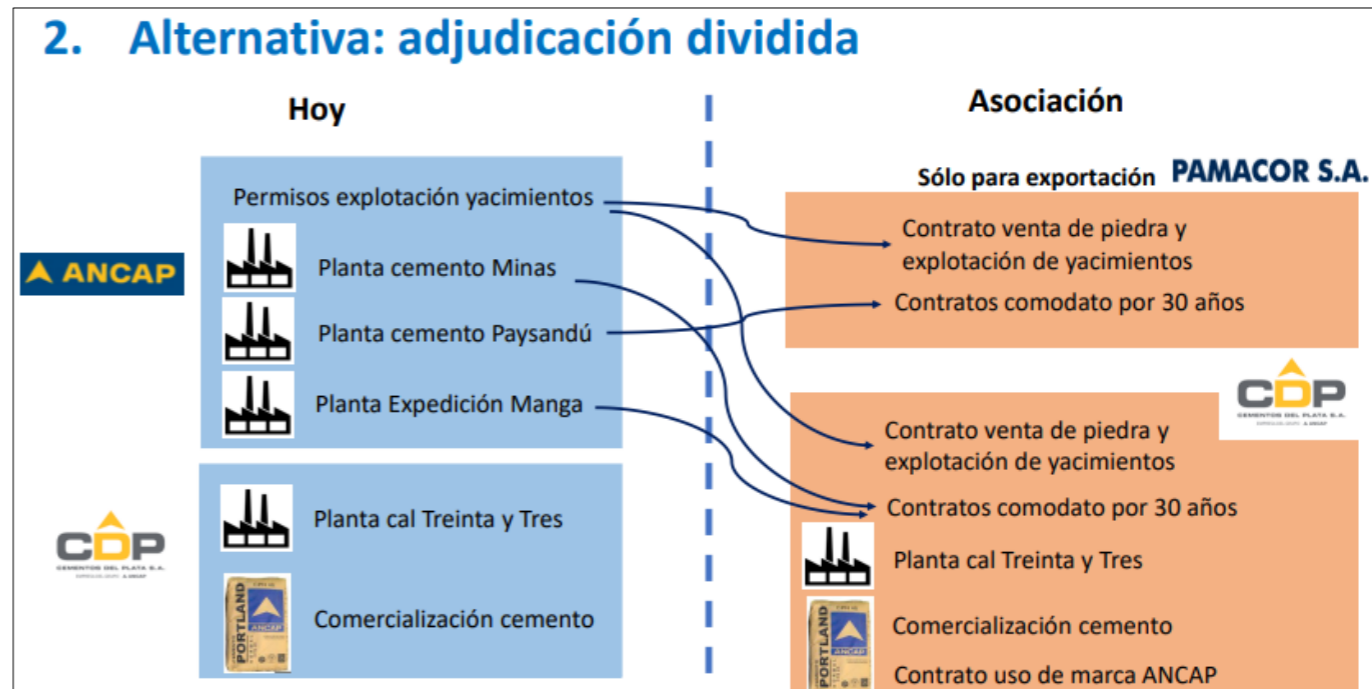 2. Alternativa: adjudicación dividida
Hoy
Asociación
Sólo para exportación PAMACOR S.A.
ANCAP
Permisos explotación yacimientos
Planta cemento Minas
Planta cemento Paysandú
Planta Expedición Manga
Contrato venta de piedra y
explotación de yacimientos
Contratos comodato por 30 años
CDP
CEMENTOS DEL PLATA S.A.
Planta cal Treinta y Tres
PORTLAND
ANCAP
Comercialización cemento
CDP
CEMENTOS DEL PLATA S.A.
Contrato venta de piedra y
explotación de yacimientos
Contratos comodato por 30 años
Planta cal Treinta y Tres
PORTLAND
ANCAP
Comercialización cemento
Contrato uso de marca ANCAP